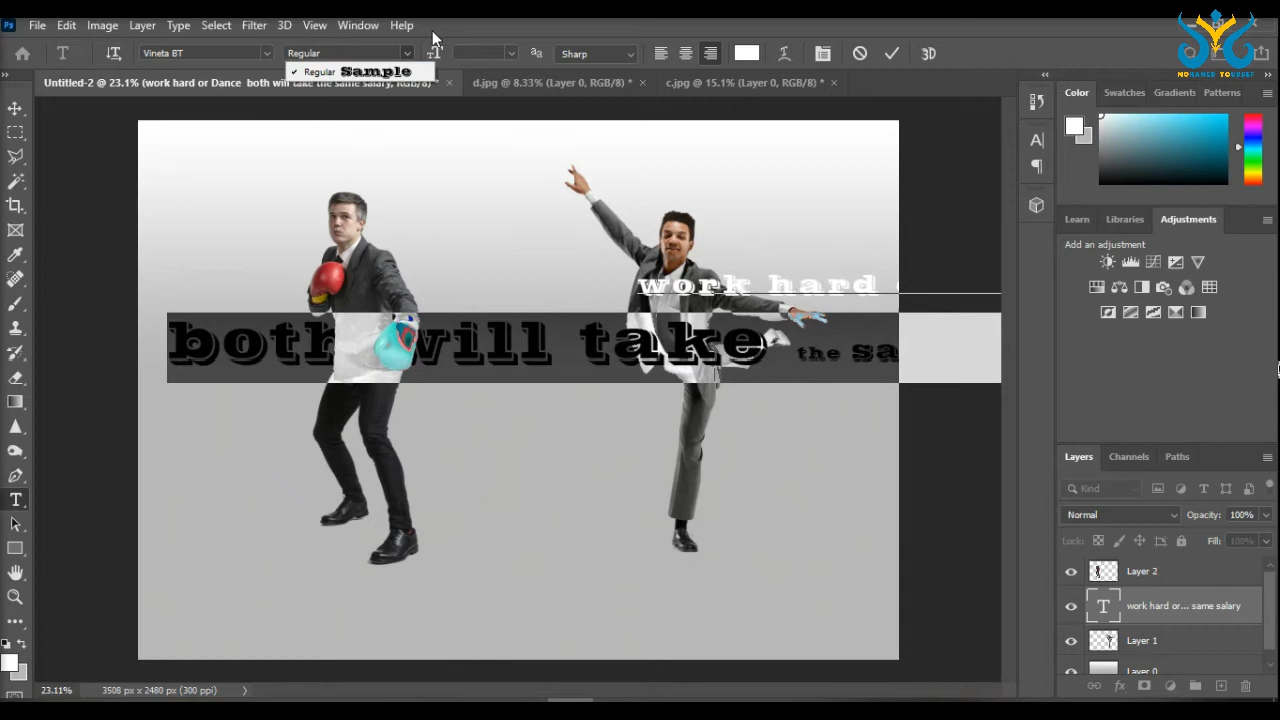 Ps File Edit Image Layer Type Select Filter 3D View Window Help
T Vineta BT Regular Sharp 3D
✓ Regular Sample
Untitled-2 @ 23.1% (work hard or Dance both will take the same salary, RGB/8) * × d.jpg @ 8.33% (Layer 0, RGB/8) * × c.jpg @ 15.1% (Layer 0, RGB/8) * ×
MOHAMED YOUSSEF
Color Swatches Gradients Patterns
Learn Libraries Adjustments
Add an adjustment
work hard
both will take the sa
Layers Channels Paths
Kind
Normal Opacity: 100%
Lock: Fill: 100%
Layer 2
T work hard or... same salary
Layer 1
Layer 0
23.11% 3508 px x 2480 px (300 ppi)